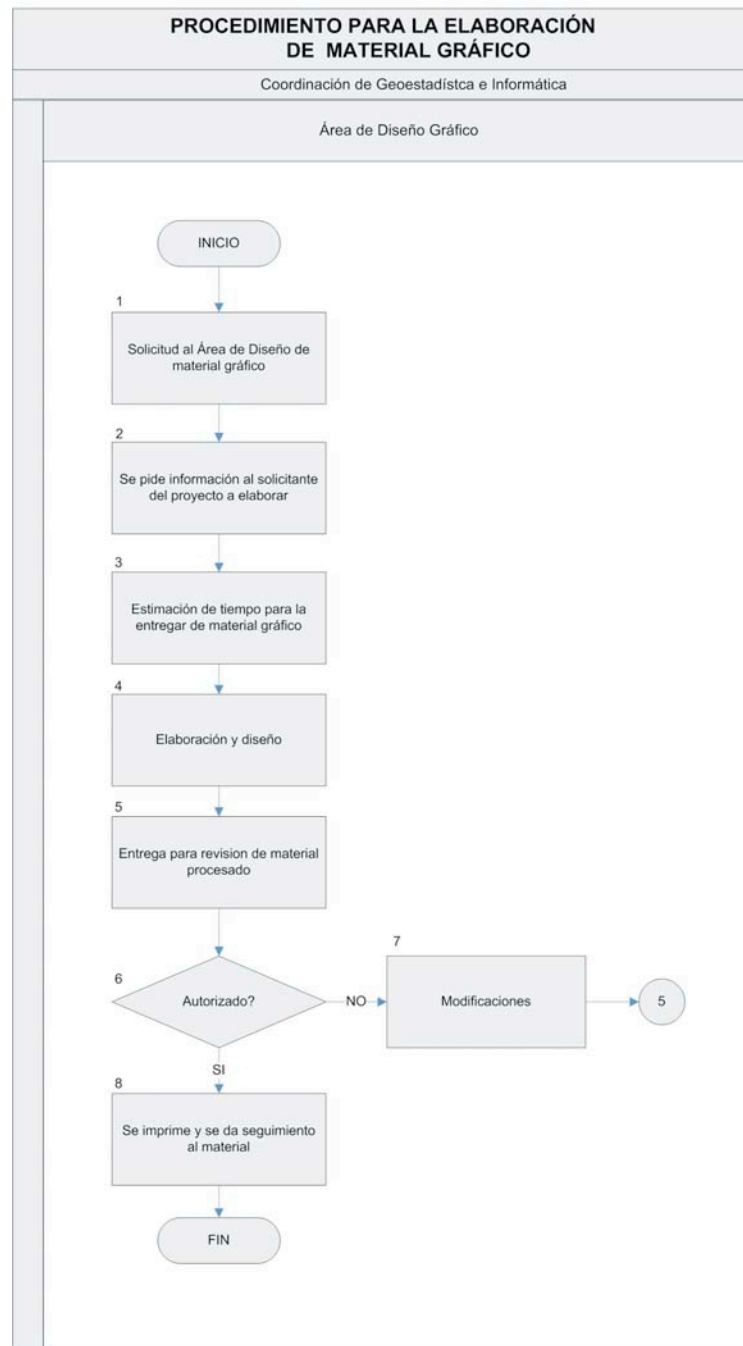 PROCEDIMIENTO PARA LA ELABORACIÓN
DE MATERIAL GRÁFICO
Coordinación de Geoestadístca e Informática
Área de Diseño Gráfico
INICIO
1
Solicitud al Área de Diseño de
material gráfico
2
Se pide información al solicitante
del proyecto a elaborar
3
Estimación de tiempo para la
entregar de material gráfico
4
Elaboración y diseño
5
Entrega para revision de material
procesado
6
Autorizado?
NO
7
Modificaciones
5
SI
8
Se imprime y se da seguimiento
al material
FIN